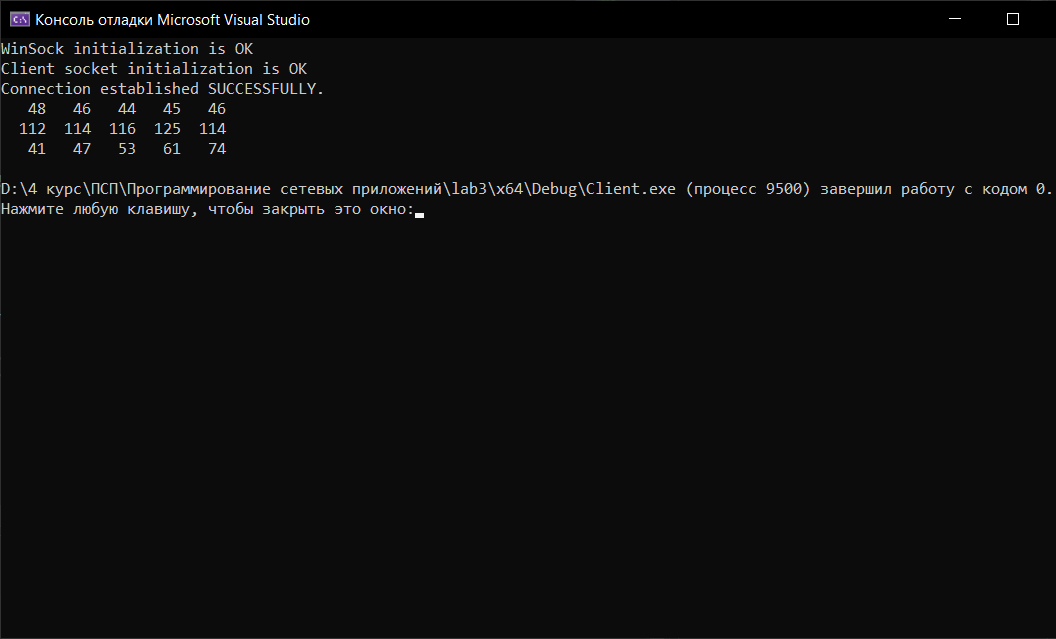 Консоль отладки Microsoft Visual Studio
WinSock initialization is OK
Client socket initialization is OK
Connection established SUCCESSFULLY.
48 46 44 45 46
112 114 116 125 114
41 47 53 61 74
D:\4 курс\ПСП\Программирование сетевых приложений\lab3\x64\Debug\Client.exe (процесс 9500) завершил работу с кодом 0.
Нажмите любую клавишу, чтобы закрыть это окно: